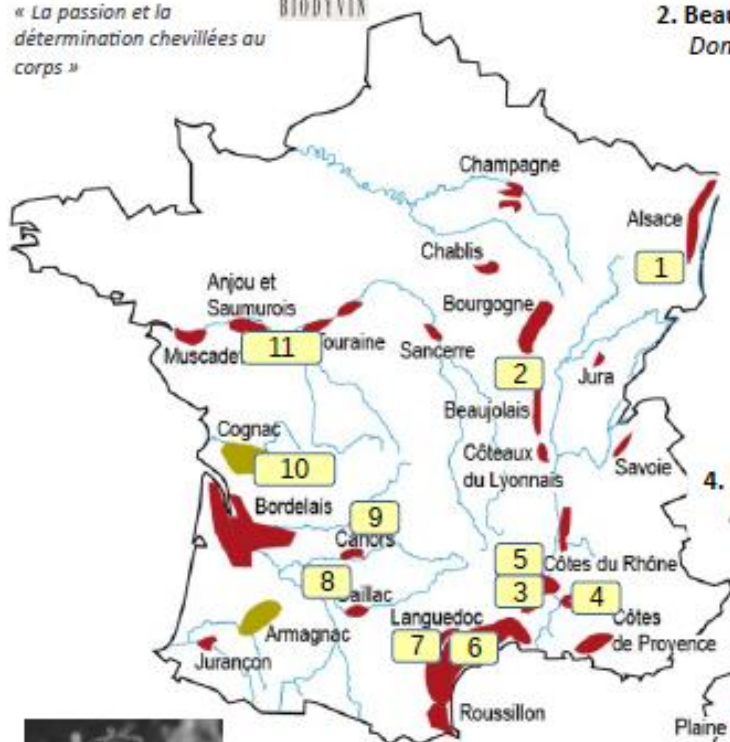 « La passion et la
détermination chevillées au
corps »
BIODYVIN
2. Beau
Dom
Champagne
Alsace
1
Chablis
Anjou et
Saumurois
Bourgogne
Muscade
11
Touraine
Sancerre
2
Jura
Beaujolais
Cognac
10
Côteaux
du Lyonnais
Savoie
4.
Bordelais
9
Cahors
5
Côtes du Rhône
8
3
4
Gaillac
Languedoc
Côtes
de Provence
7
6
Armagnac
Jurançon
Roussillon
Plaine